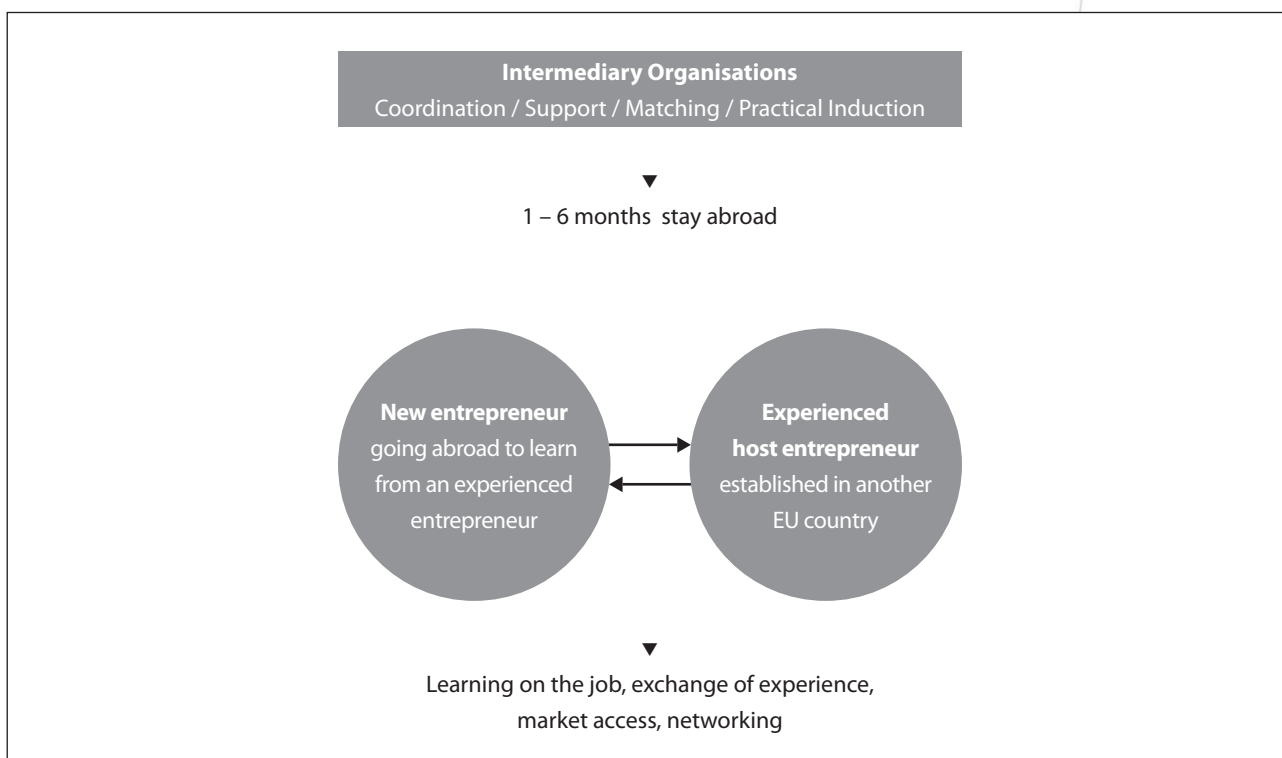 Intermediary Organisations
Coordination / Support / Matching / Practical Induction
1 – 6 months stay abroad
New entrepreneur
going abroad to learn
from an experienced
entrepreneur
Experienced
host entrepreneur
established in another
EU country
Learning on the job, exchange of experience,
market access, networking